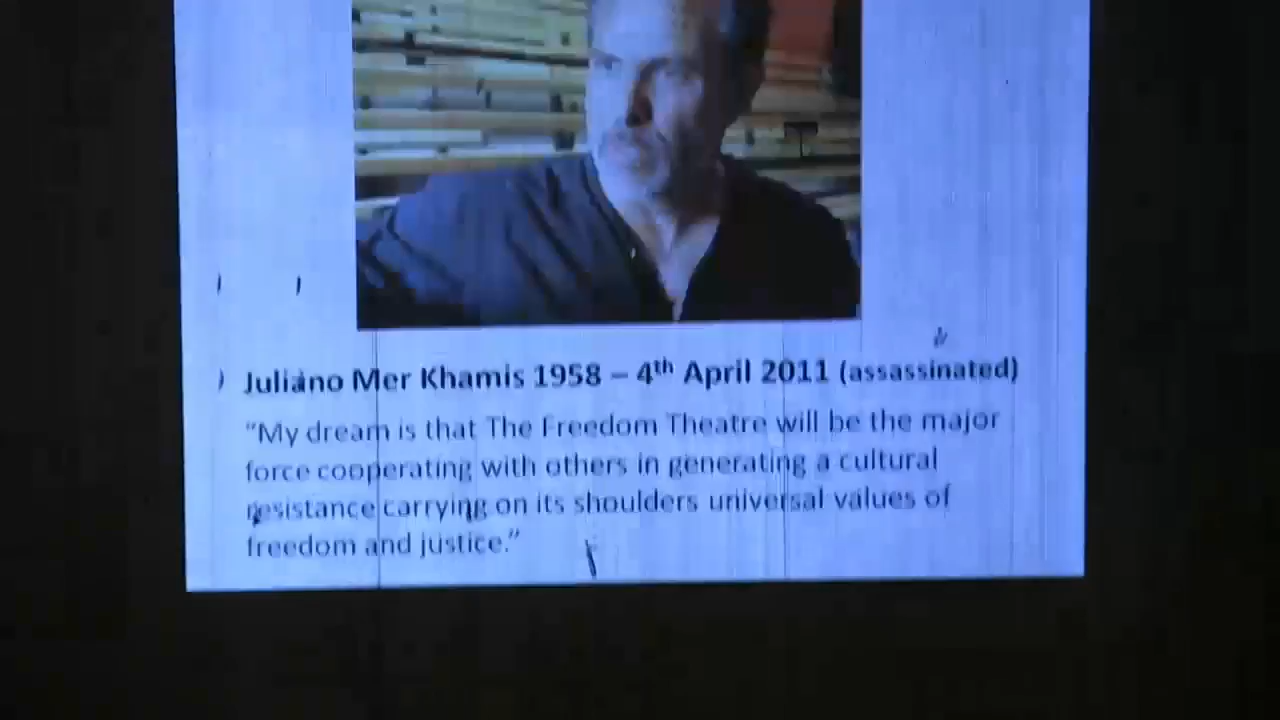 Juliano Mer Khamis 1958 – 4th April 2011 (assassinated)
“My dream is that The Freedom Theatre will be the major
force cooperating with others in generating a cultural
resistance carrying on its shoulders universal values of
freedom and justice.”